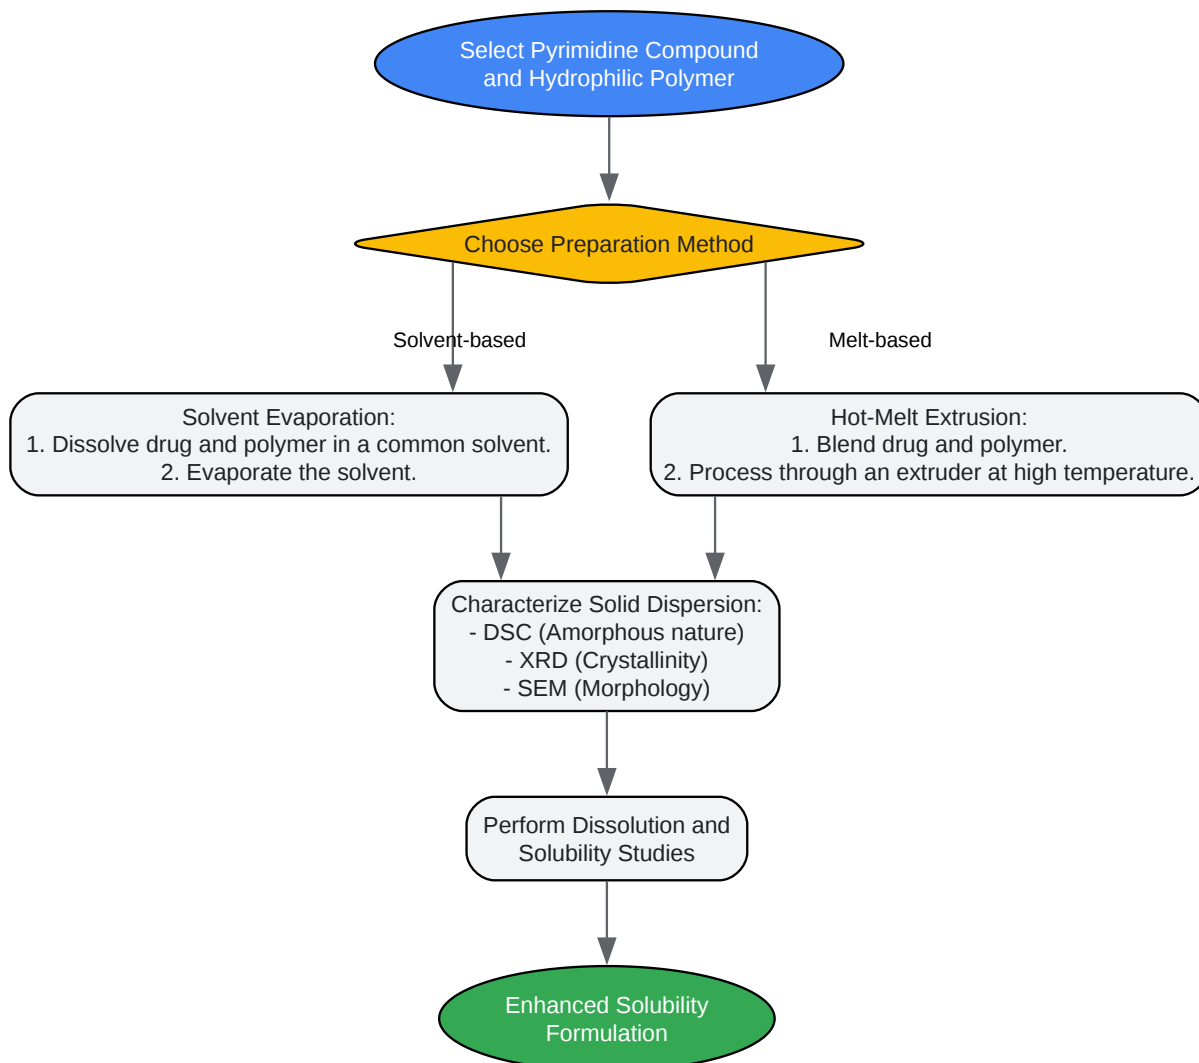 Select Pyrimidine Compound
and Hydrophilic Polymer
Choose Preparation Method
Solvent-based
Melt-based
Solvent Evaporation:
1. Dissolve drug and polymer in a common solvent.
2. Evaporate the solvent.
Hot-Melt Extrusion:
1. Blend drug and polymer.
2. Process through an extruder at high temperature.
Characterize Solid Dispersion:
- DSC (Amorphous nature)
- XRD (Crystallinity)
- SEM (Morphology)
Perform Dissolution and
Solubility Studies
Enhanced Solubility
Formulation